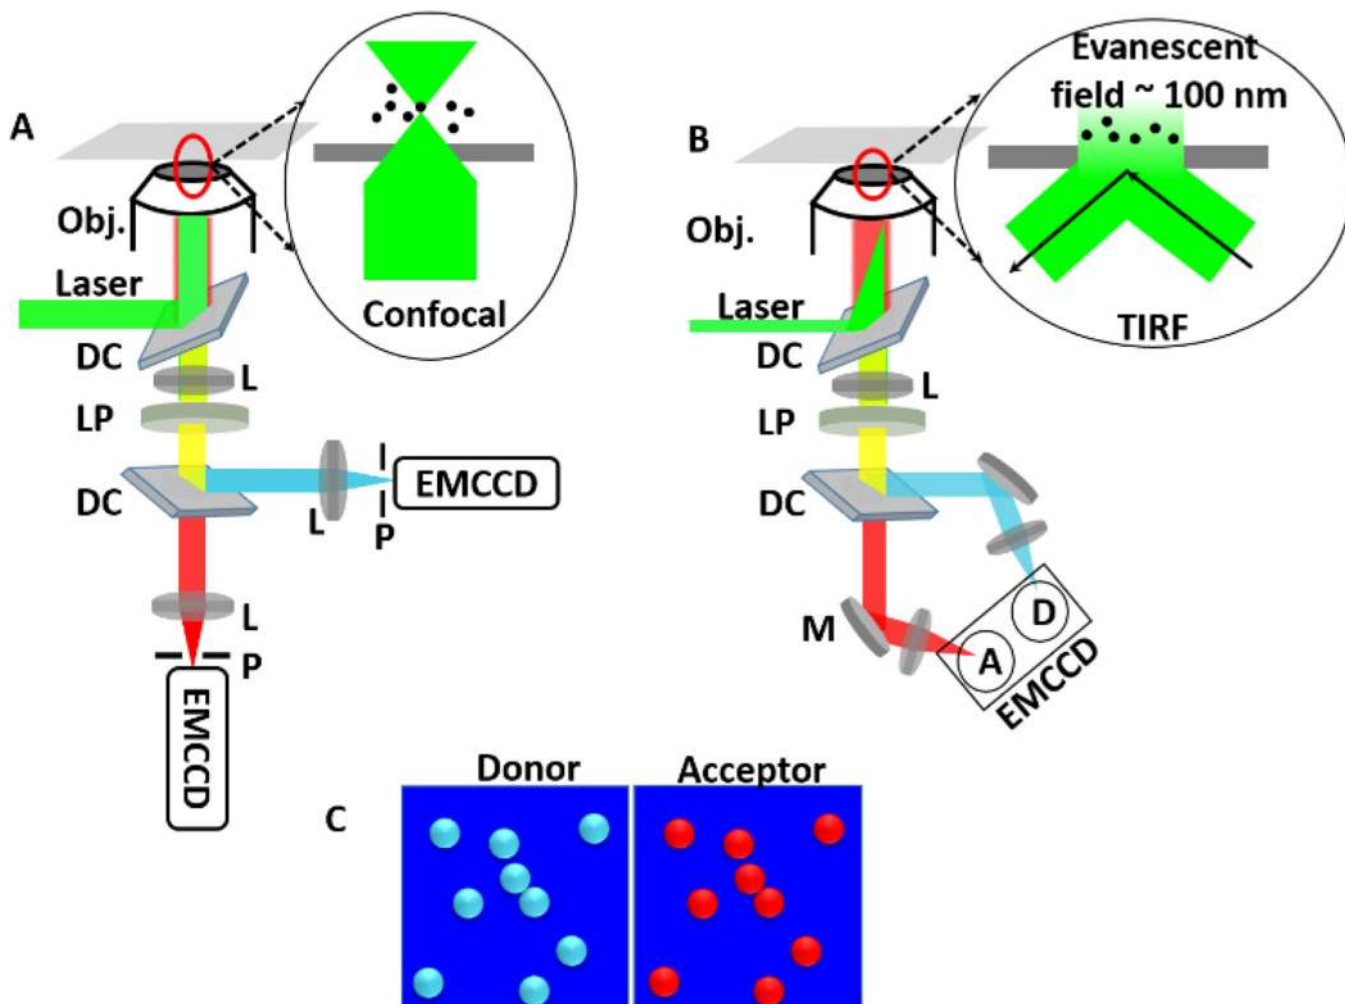 A
Obj.
Laser
DC
L
LP
DC
L
P
EMCCD
L
P
EMCCD
Confocal
B
Evanescent
field ~ 100 nm
Obj.
Laser
TIRF
DC
L
LP
DC
M
A
D
EMCCD
C
Donor
Acceptor